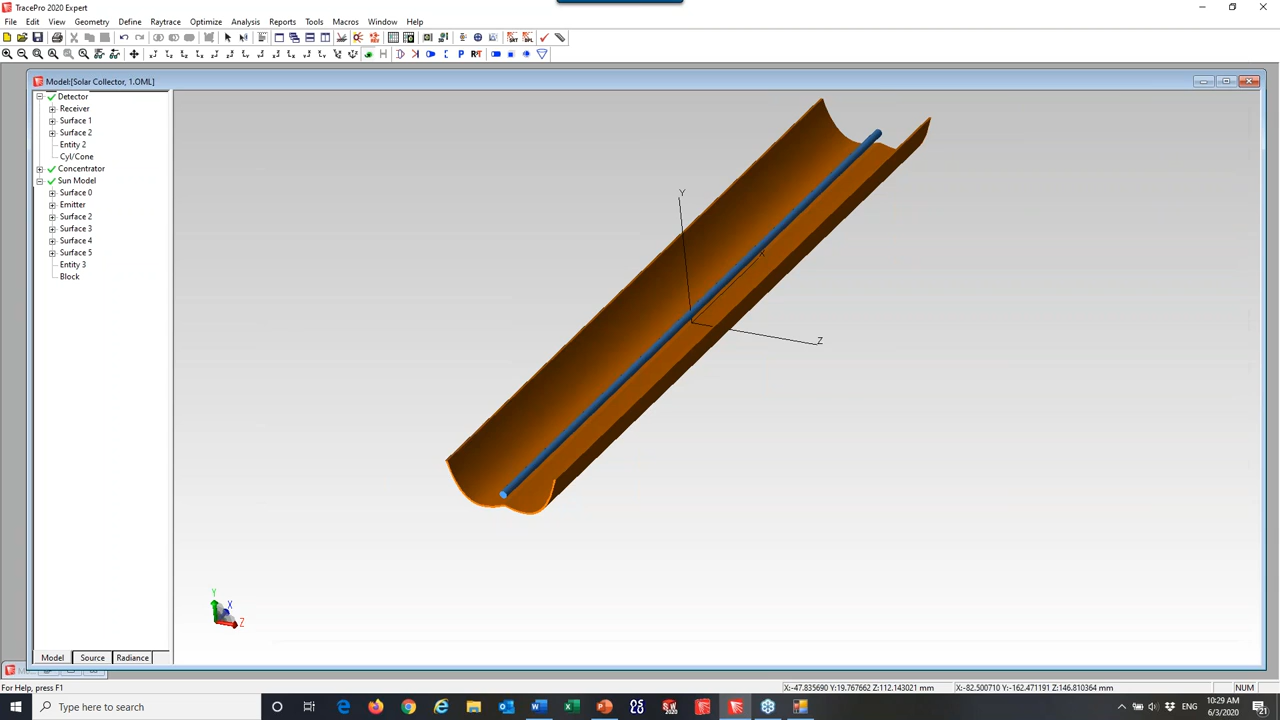 TracePro 2020 Expert
File Edit View Geometry Define Raytrace Optimize Analysis Reports Tools Macros Window Help
Model:[Solar Collector, 1.OML]
Detector
Receiver
Surface 1
Surface 2
Entity 2
Cyl/Cone
Concentrator
Sun Model
Surface 0
Emitter
Surface 2
Surface 3
Surface 4
Surface 5
Entity 3
Block
Y
X
Z
Y
X
Z
Model Source Radiance
For Help, press F1
X:-47.835690 Y:19.767662 Z:112.143021 mm
X:-82.500710 Y:-162.471191 Z:146.810364 mm
NUM
Type here to search
ENG
10:29 AM
6/3/2020